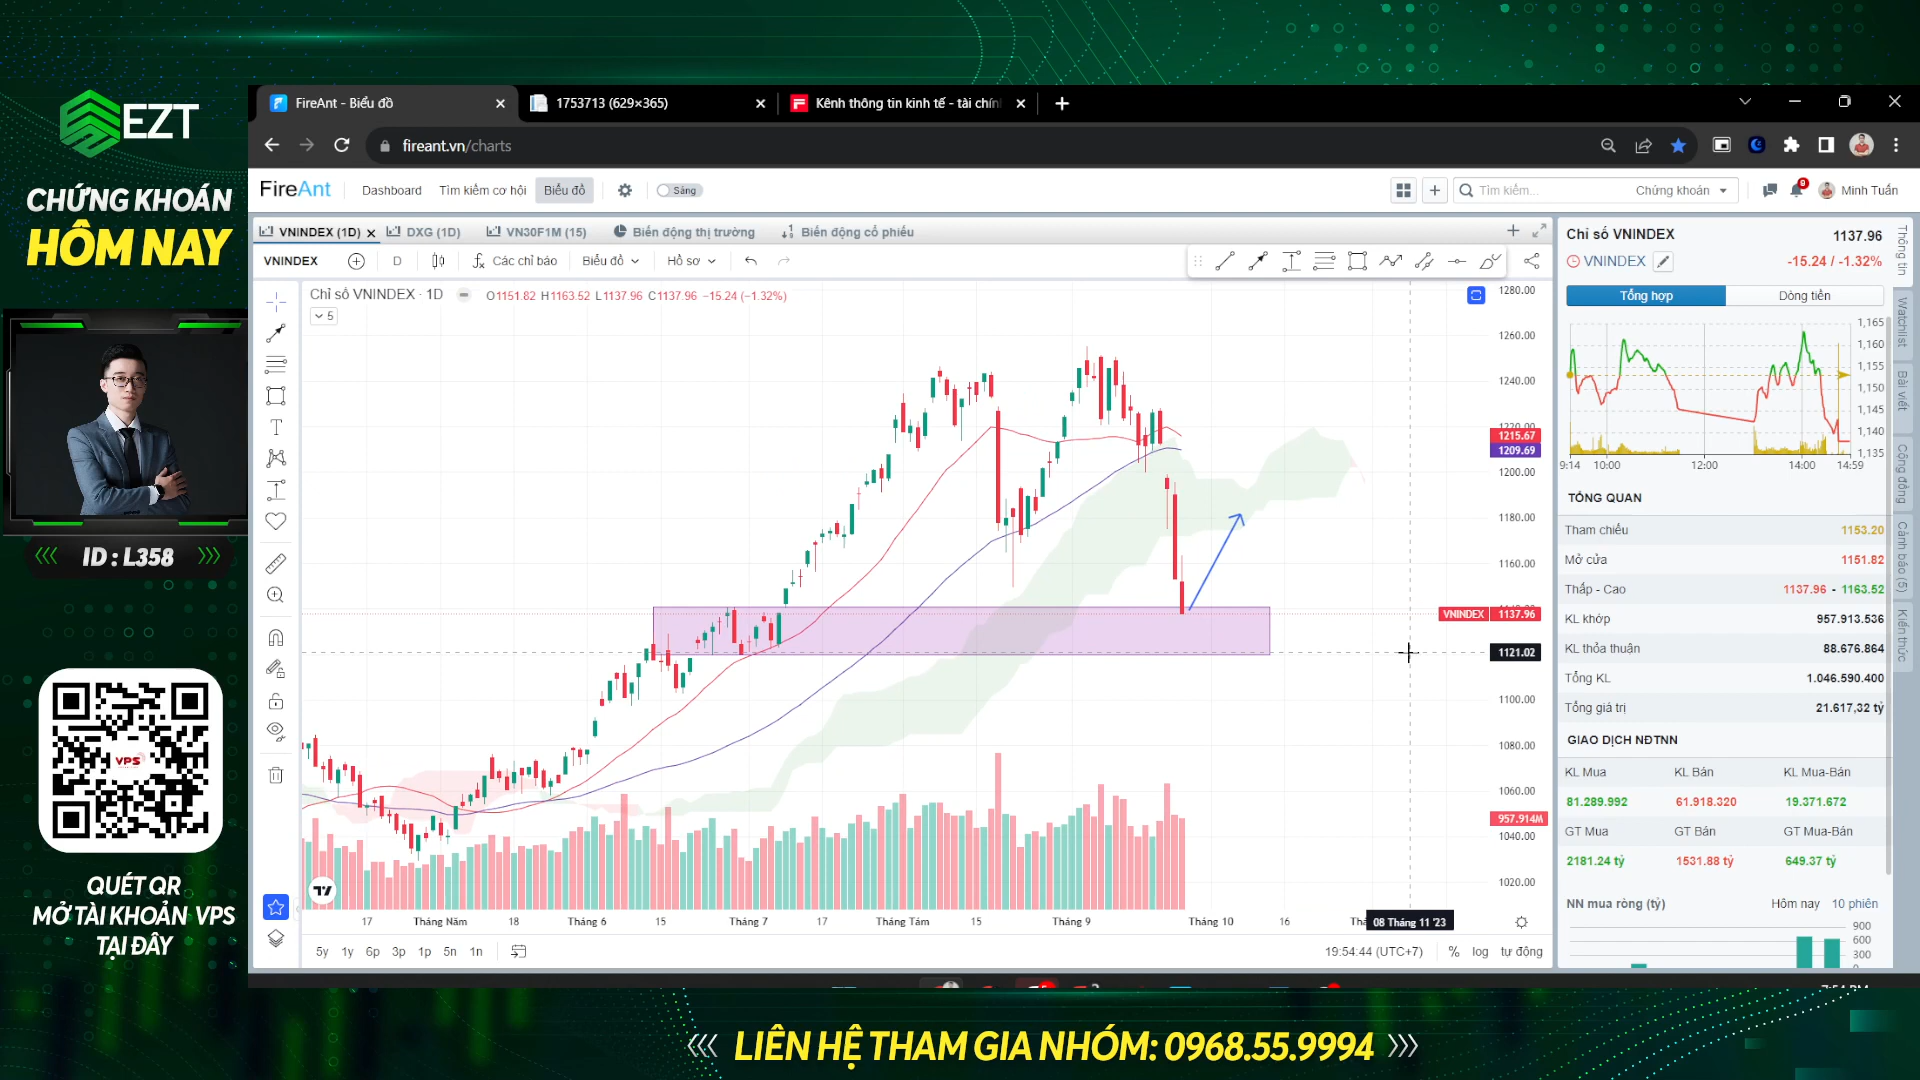 EZT
CHỨNG KHOÁN
HÔM NAY
ID : L358
VPS
QUÉT QR
MỞ TÀI KHOẢN VPS
TẠI ĐÂY
FireAnt - Biểu đồ
1753713 (629×365)
Kênh thông tin kinh tế - tài chín
fireant.vn/charts
FireAnt
Dashboard
Tìm kiếm cơ hội
Biểu đồ
Sáng
Tìm kiếm...
Chứng khoán
9
Minh Tuấn
VNINDEX (1D)
DXG (1D)
VN30F1M (15)
Biến động thị trường
Biến động cổ phiếu
VNINDEX
D
Các chỉ báo
Biểu đồ
Hồ sơ
Chỉ số VNINDEX · 1D
O1151.82 H1163.52 L1137.96 C1137.96 −15.24 (−1.32%)
5
1280.00
1260.00
1240.00
1220.00
1215.67
1209.69
1200.00
1180.00
1160.00
VNINDEX 1137.96
1121.02
1100.00
1080.00
1060.00
957.914M
1040.00
1020.00
17
Tháng Năm
18
Tháng 6
15
Tháng 7
17
Tháng Tám
15
Tháng 9
Tháng 10
16
08 Tháng 11 '23
5y 1y 6p 3p 1p 5n 1n
19:54:44 (UTC+7)
% log tự động
Chỉ số VNINDEX
1137.96
VNINDEX
-15.24 / -1.32%
Tổng hợp
Dòng tiền
1,165
1,160
1,155
1,150
1,145
1,140
1,135
9:14 10:00 12:00 14:00 14:59
TỔNG QUAN
Tham chiếu 1153.20
Mở cửa 1151.82
Thấp - Cao 1137.96 - 1163.52
KL khớp 957.913.536
KL thỏa thuận 88.676.864
Tổng KL 1.046.590.400
Tổng giá trị 21.617,32 tỷ
GIAO DỊCH NĐTNN
KL Mua KL Bán KL Mua-Bán
81.289.992 61.918.320 19.371.672
GT Mua GT Bán GT Mua-Bán
2181.24 tỷ 1531.88 tỷ 649.37 tỷ
NN mua ròng (tỷ) Hôm nay 10 phiên
900
600
300
Thông tin
Watchlist
Bài viết
Cộng đồng
Cảnh báo (5)
Kiến thức
LIÊN HỆ THAM GIA NHÓM: 0968.55.9994